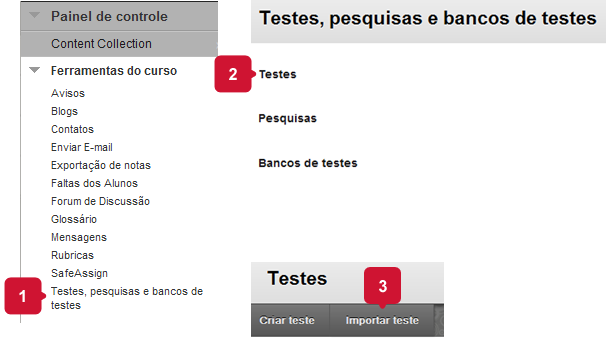 Painel de controle
Content Collection
Ferramentas do curso
Avisos
Blogs
Contatos
Enviar E-mail
Exportação de notas
Faltas dos Alunos
Forum de Discussão
Glossário
Mensagens
Rubricas
SafeAssign
1
Testes, pesquisas e bancos de
testes
Testes, pesquisas e bancos de testes
2
Testes
Pesquisas
Bancos de testes
Testes
3
Criar teste
Importar teste